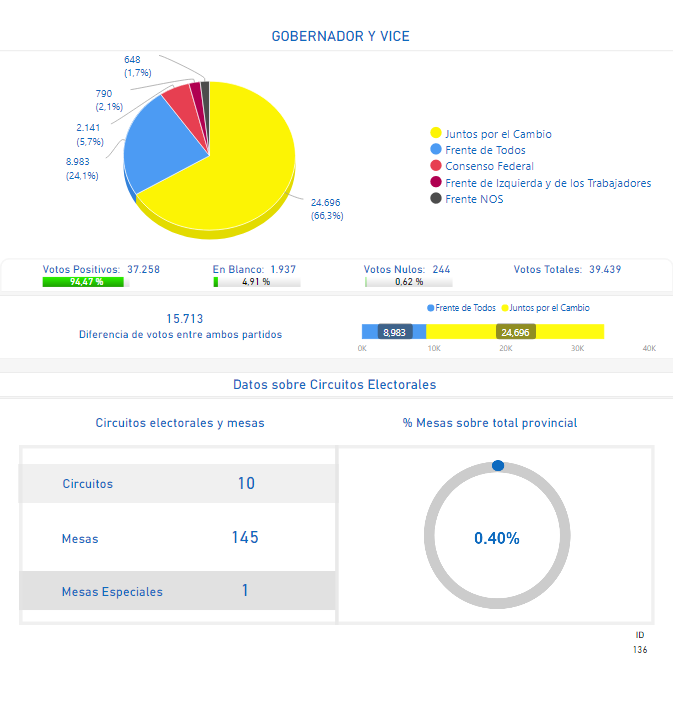 GOBERNADOR Y VICE
648
(1,7%)
790
(2,1%)
2.141
(5,7%)
8.983
(24,1%)
24.696
(66,3%)
Juntos por el Cambio
Frente de Todos
Consenso Federal
Frente de Izquierda y de los Trabajadores
Frente NOS
Votos Positivos: 37.258
94,47 %
En Blanco: 1.937
4,91 %
Votos Nulos: 244
0,62 %
Votos Totales: 39.439
15.713
Diferencia de votos entre ambos partidos
Frente de Todos Juntos por el Cambio
8,983 24,696
0K 10K 20K 30K 40K
Datos sobre Circuitos Electorales
Circuitos electorales y mesas
Circuitos 10
Mesas 145
Mesas Especiales 1
% Mesas sobre total provincial
0.40%
ID
136